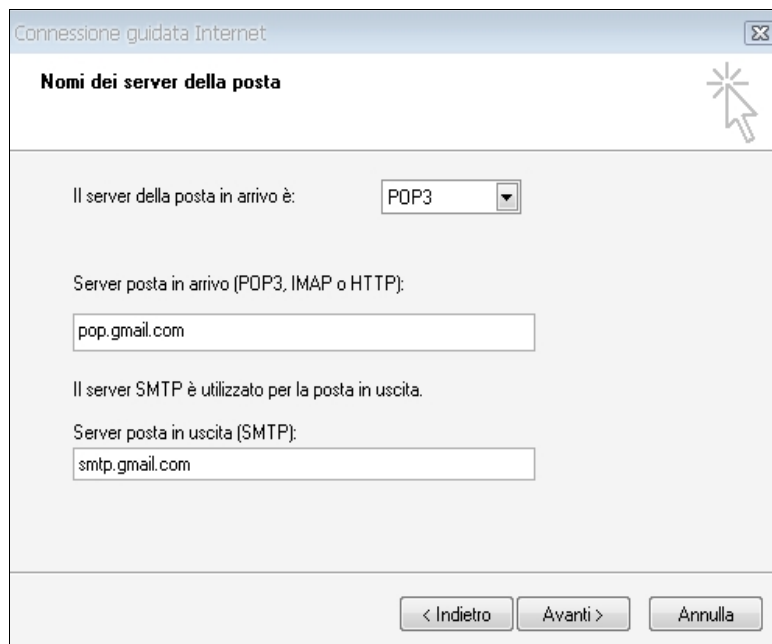 Connessione guidata Internet
Nomi dei server della posta
Il server della posta in arrivo è: POP3
Server posta in arrivo (POP3, IMAP o HTTP):
pop.gmail.com
Il server SMTP è utilizzato per la posta in uscita.
Server posta in uscita (SMTP):
smtp.gmail.com
< Indietro Avanti > Annulla